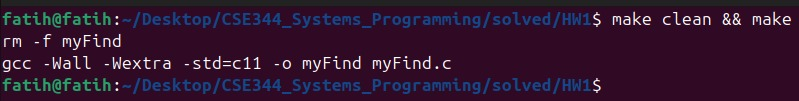 fatih@fatih:~/Desktop/CSE344_Systems_Programming/solved/HW1$ make clean && make
rm -f myFind
gcc -Wall -Wextra -std=c11 -o myFind myFind.c
fatih@fatih:~/Desktop/CSE344_Systems_Programming/solved/HW1$